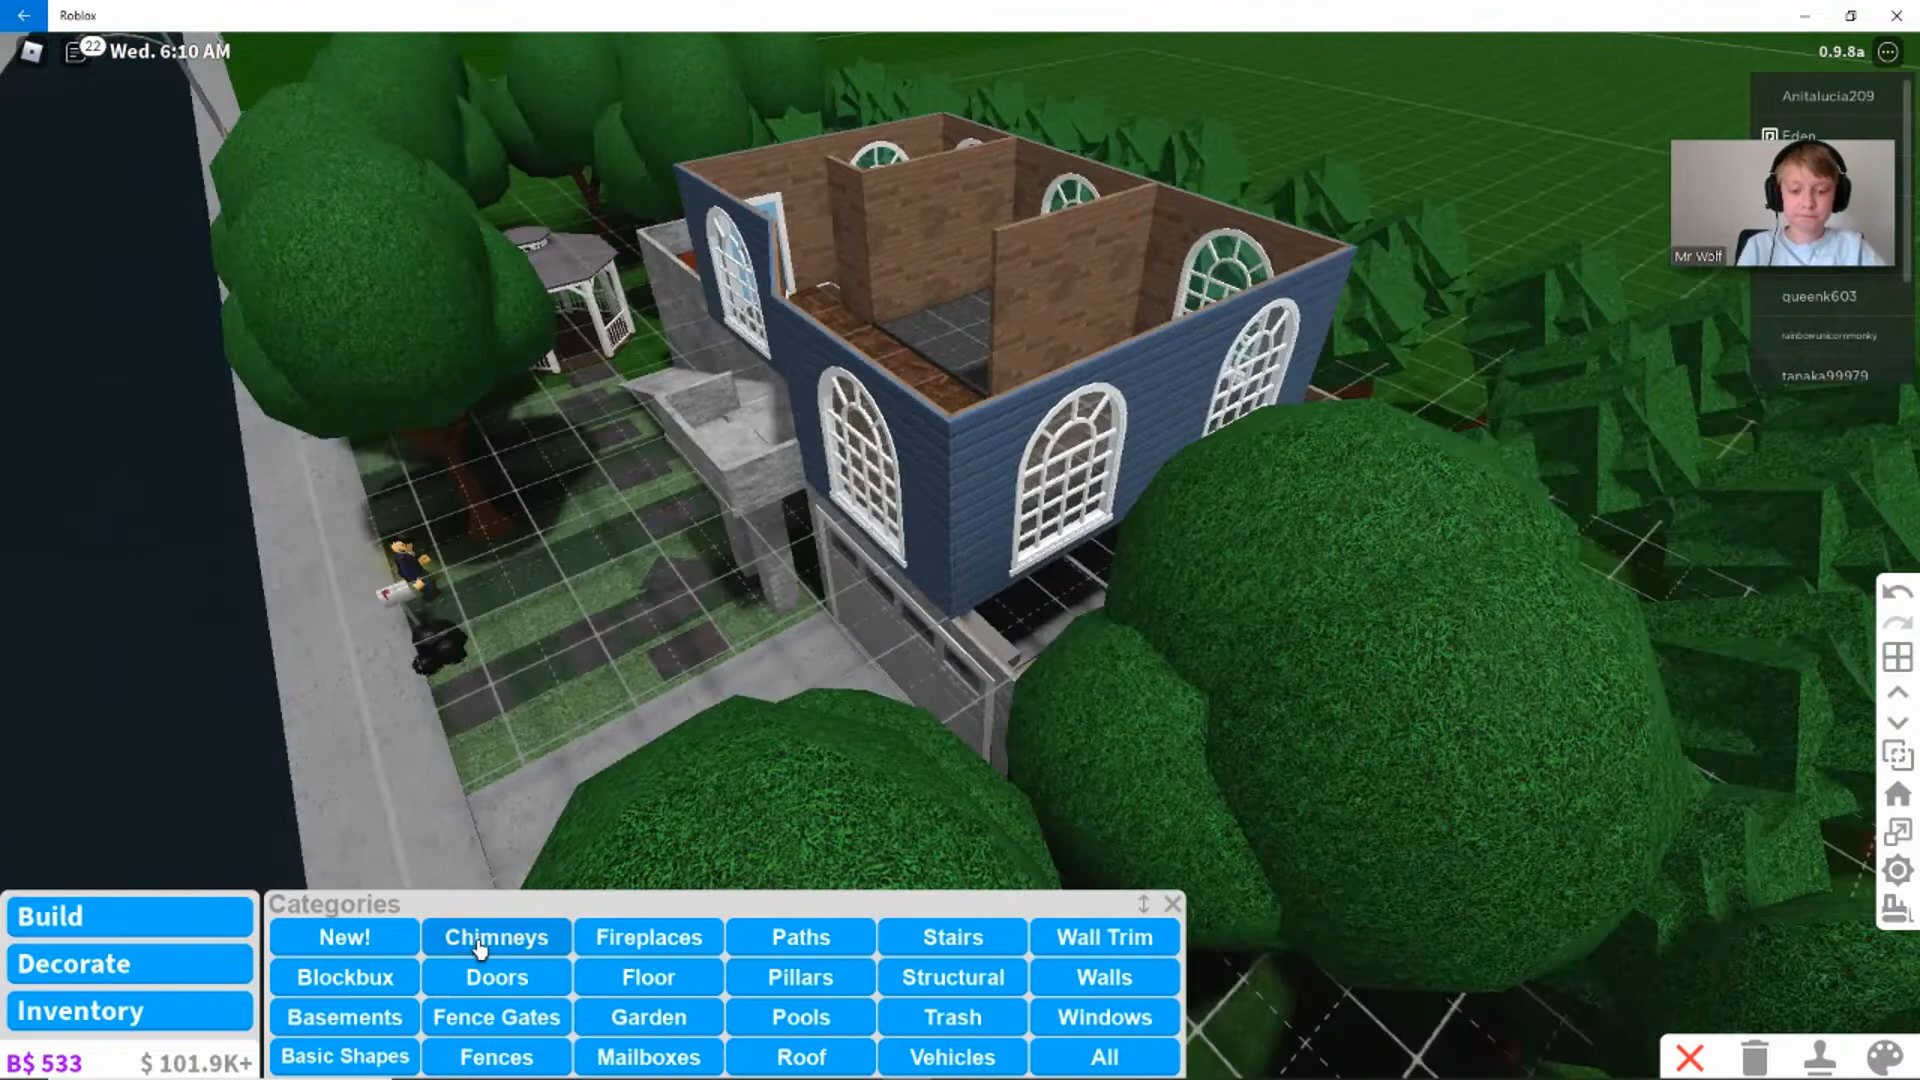 Roblox
22 Wed. 6:10 AM
0.9.8a
Anitalucia209
Eden
Mr Wolf
queenk603
rainbowunicornmonky
tanaka99979
Build
Decorate
Inventory
B$ 533 $ 101.9K+
Categories
New! Chimneys Fireplaces Paths Stairs Wall Trim
Blockbux Doors Floor Pillars Structural Walls
Basements Fence Gates Garden Pools Trash Windows
Basic Shapes Fences Mailboxes Roof Vehicles All